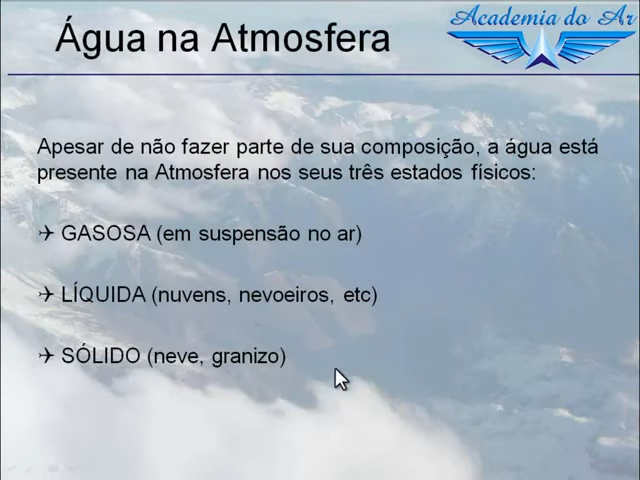 Água na Atmosfera
Academia do Ar
Apesar de não fazer parte de sua composição, a água está
presente na Atmosfera nos seus três estados físicos:
✈ GASOSA (em suspensão no ar)
✈ LÍQUIDA (nuvens, nevoeiros, etc)
✈ SÓLIDO (neve, granizo)